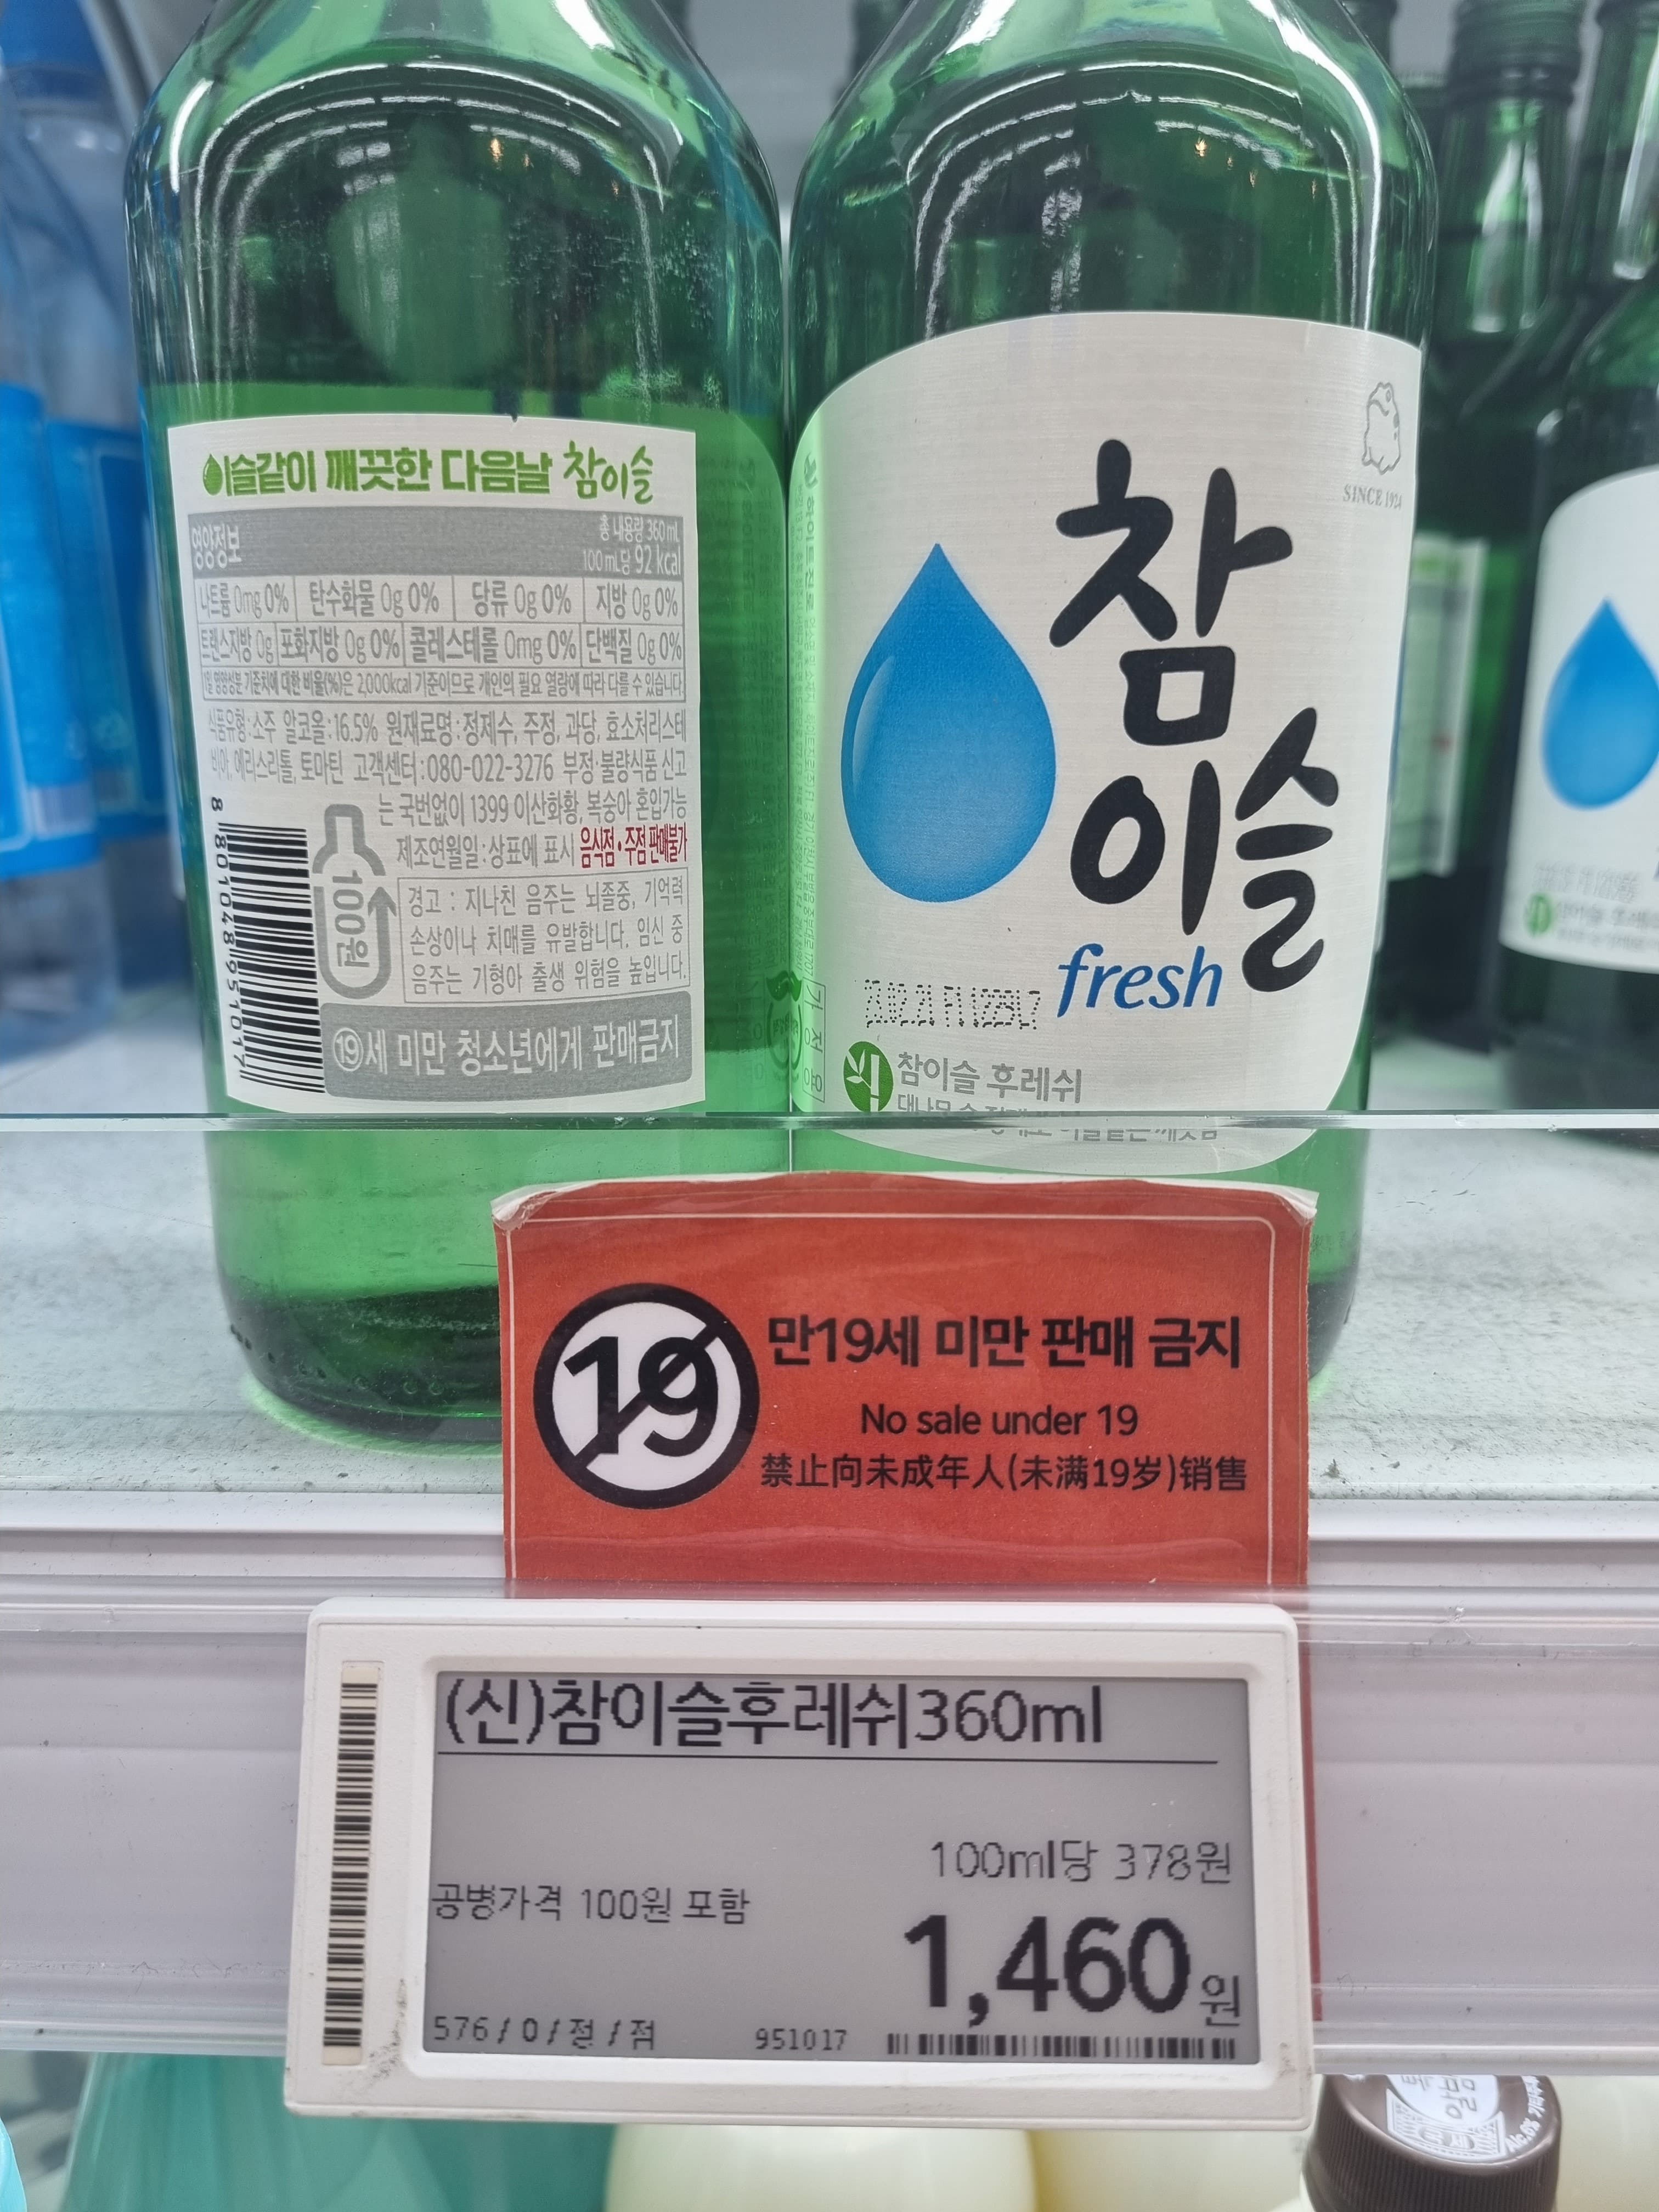 이슬같이 깨끗한 다음날 참이슬
영양정보
총 내용량 360 mL
100 mL당 92 kcal
나트륨 0mg 0% 탄수화물 0g 0% 당류 0g 0% 지방 0g 0%
트랜스지방 0g 포화지방 0g 0% 콜레스테롤 0mg 0% 단백질 0g 0%
1일 영양성분 기준치에 대한 비율(%)은 2,000kcal 기준이므로 개인의 필요 열량에 따라 다를 수 있습니다.
식품유형:소주 알코올:16.5% 원재료명:정제수, 주정, 과당, 효소처리스테
비아, 에리스리톨, 토마틴 고객센터:080-022-3276 부정·불량식품 신고
는 국번없이 1399 이산화황, 복숭아 혼입가능
제조연월일:상표에 표시 음식점·주점 판매불가
100원
경고 : 지나친 음주는 뇌졸중, 기억력
손상이나 치매를 유발합니다. 임신 중
음주는 기형아 출생 위험을 높입니다.
19세 미만 청소년에게 판매금지
8 801048 951017
SINCE 1924
참이슬
fresh
가정용
참이슬 후레쉬
만19세 미만 판매 금지
19
No sale under 19
禁止向未成年人(未满19岁)销售
(신)참이슬후레쉬360ml
100ml당 378원
공병가격 100원 포함
1,460원
576/0/절/점 951017